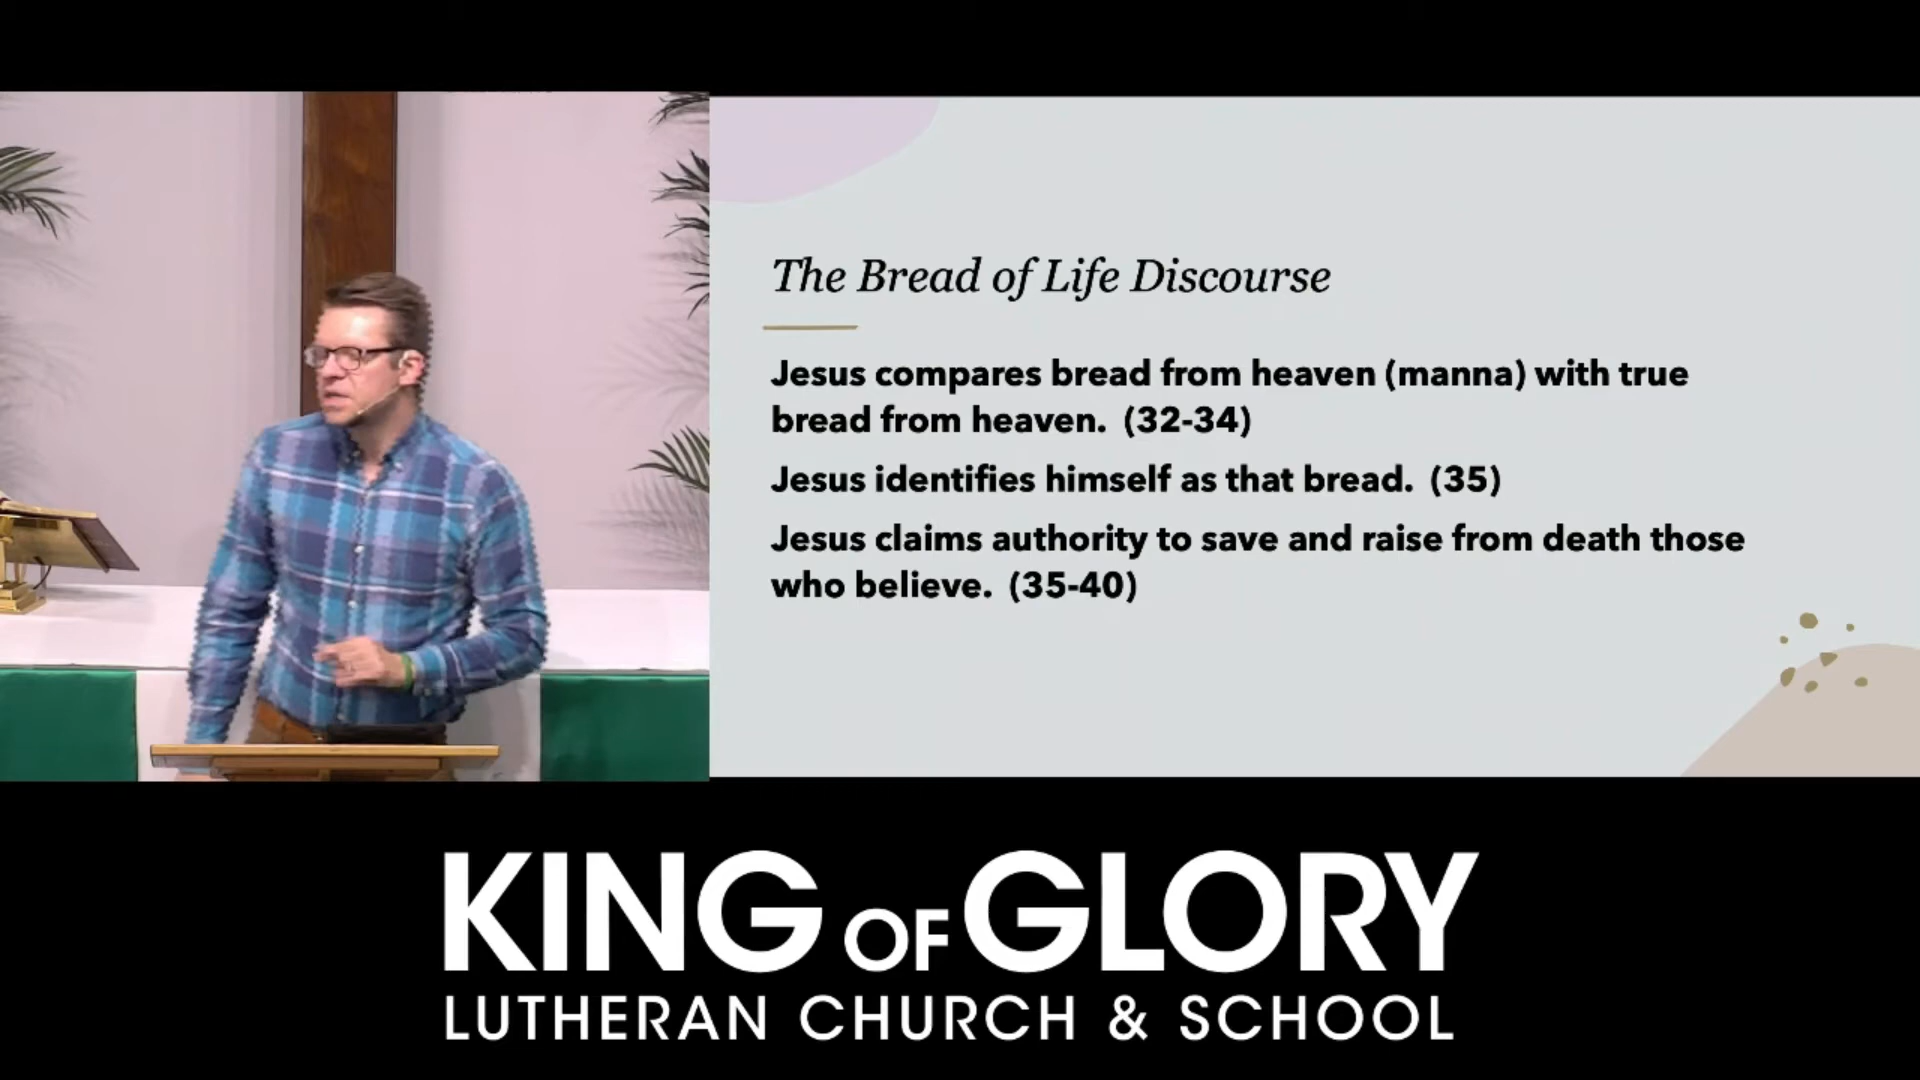 The Bread of Life Discourse
Jesus compares bread from heaven (manna) with true
bread from heaven. (32-34)
Jesus identifies himself as that bread. (35)
Jesus claims authority to save and raise from death those
who believe. (35-40)
KING OF GLORY
LUTHERAN CHURCH & SCHOOL